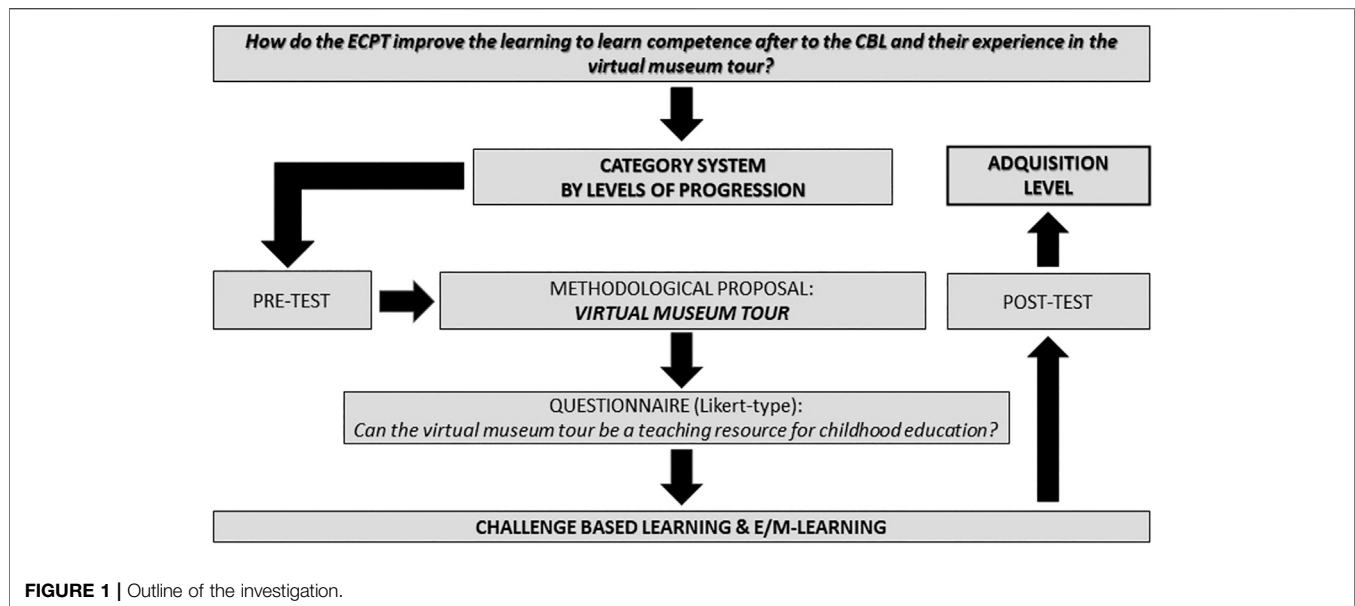 How do the ECPT improve the learning to learn competence after to the CBL and their experience in the
virtual museum tour?
CATEGORY SYSTEM
BY LEVELS OF PROGRESSION
ADQUISITION
LEVEL
PRE-TEST
METHODOLOGICAL PROPOSAL:
VIRTUAL MUSEUM TOUR
POST-TEST
QUESTIONNAIRE (Likert-type):
Can the virtual museum tour be a teaching resource for childhood education?
CHALLENGE BASED LEARNING & E/M-LEARNING
FIGURE 1 | Outline of the investigation.